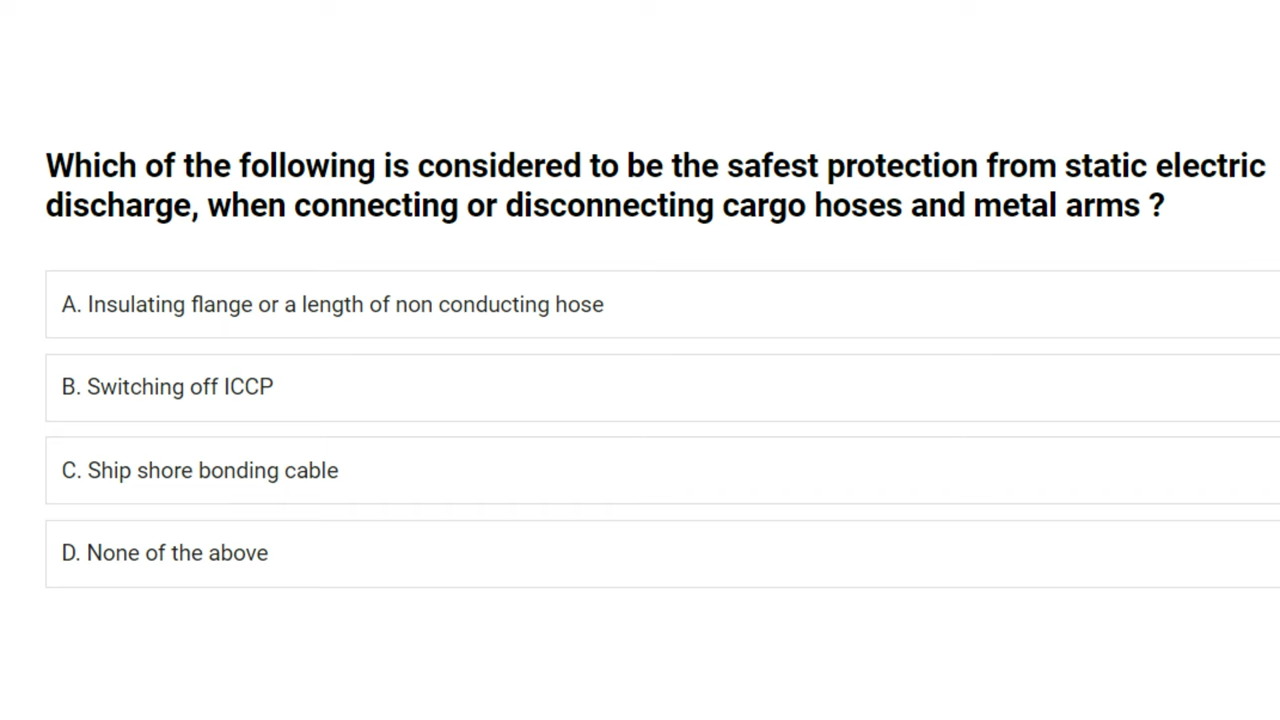 Which of the following is considered to be the safest protection from static electric
discharge, when connecting or disconnecting cargo hoses and metal arms ?
A. Insulating flange or a length of non conducting hose
B. Switching off ICCP
C. Ship shore bonding cable
D. None of the above